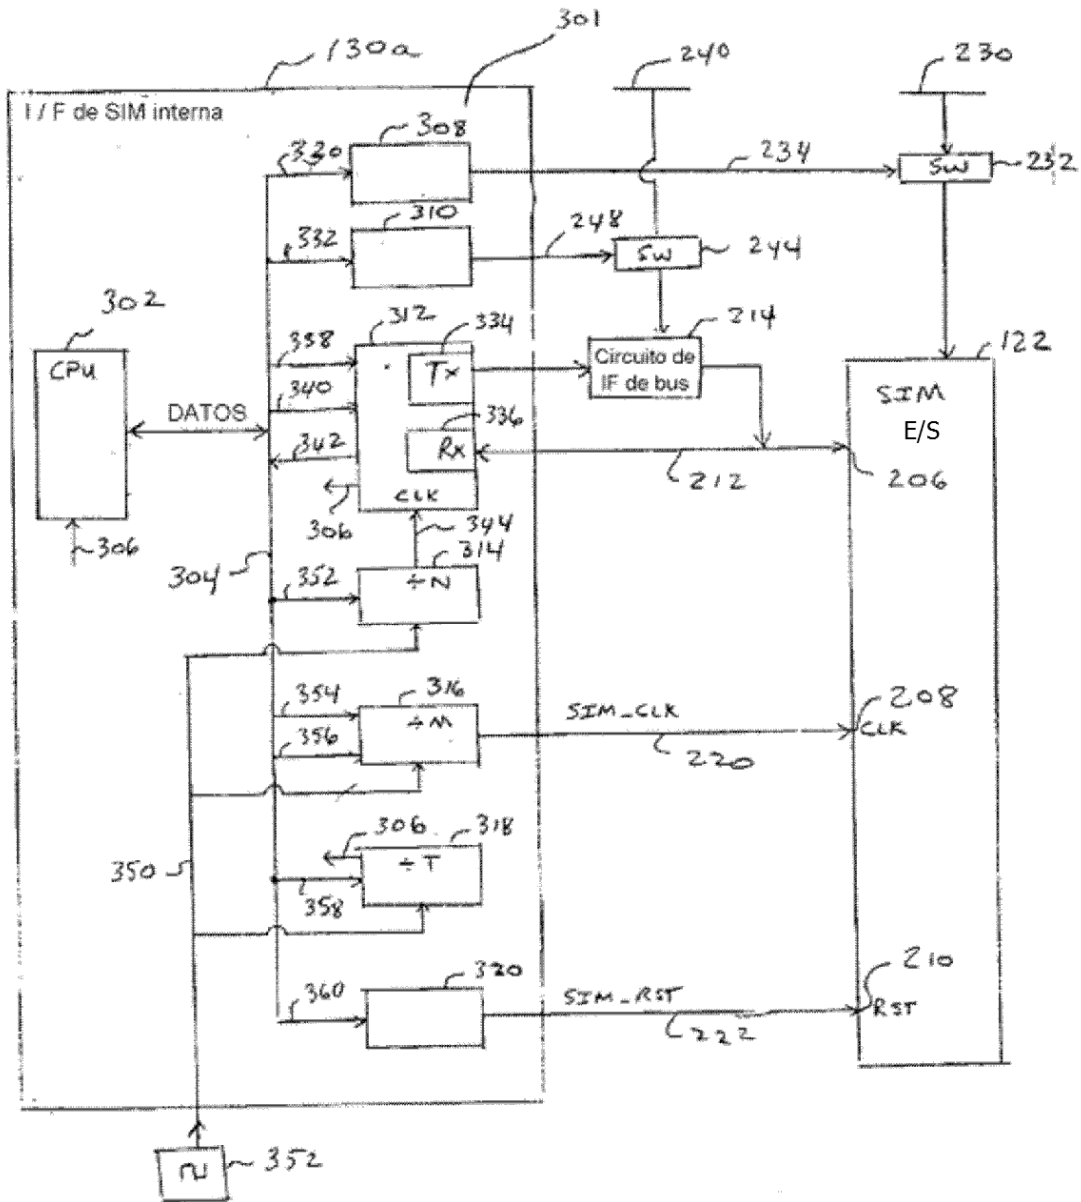 301
130a
240
230
I / F de SIM interna
308
330
234
SW
232
310
332
248
SW
244
302
312
334
214
122
338
CPU
Tx
Circuito de
IF de bus
SIM
340
E/S
DATOS
336
342
Rx
212
206
CLK
306
306
344
314
304
352
÷N
354
316
208
÷M
SIM_CLK
CLK
356
220
306
318
350
÷T
358
320
210
360
SIM_RST
RST
222
352